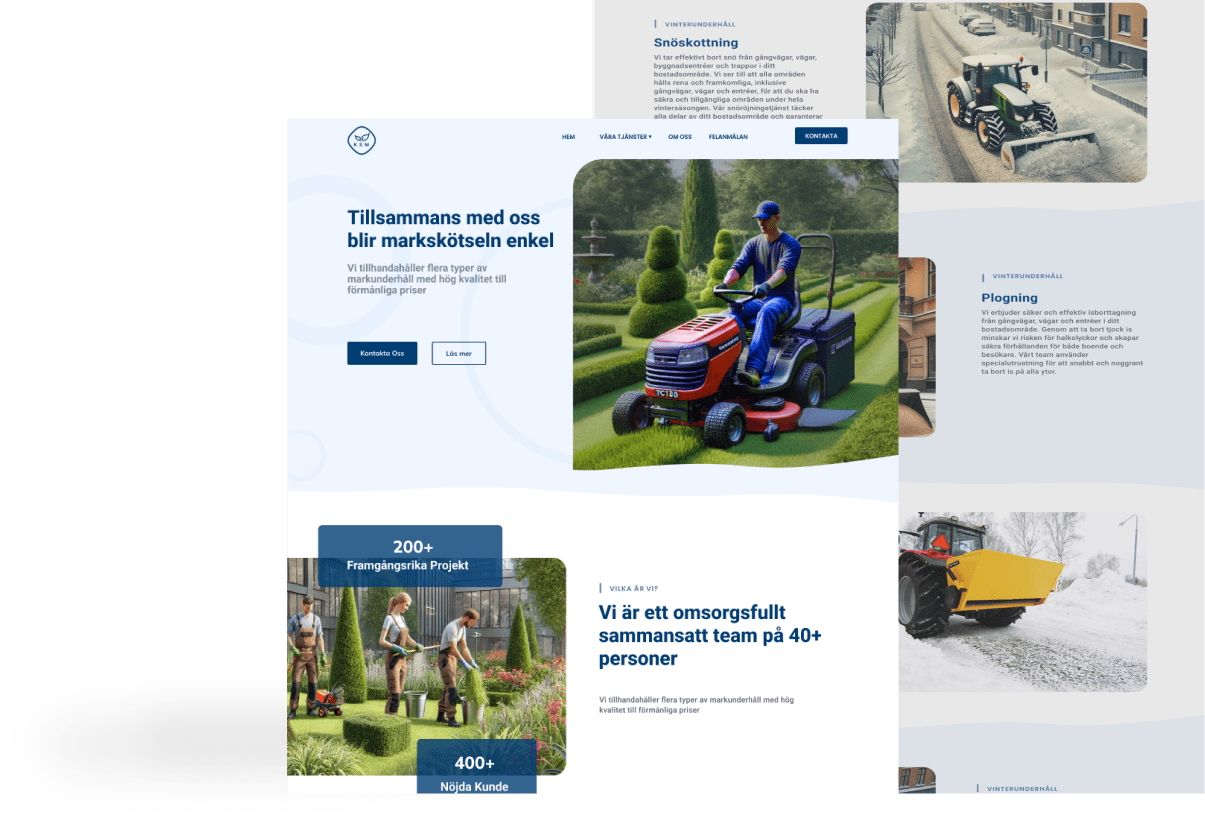 VINTERUNDERHÅLL
Snöskottning
Vi tar effektivt bort snö från gångvägar, vägar,
byggnadsentréer och trappor i ditt
bostadsområde. Vi ser till att alla områden
hålls rena och framkomliga, inklusive
gångvägar, vägar och entréer, för att du ska ha
säkra och tillgängliga områden under hela
vintersäsongen. Vår snöröjningstjänst täcker
alla delar av ditt bostadsområde och garanterar
KEM
HEM
VÅRA TJÄNSTER
OM OSS
FELANMÄLAN
KONTAKTA
Tillsammans med oss
blir markskötseln enkel
Vi tillhandahåller flera typer av
markunderhåll med hög kvalitet till
förmånliga priser
Kontakta Oss
Läs mer
TC185
VINTERUNDERHÅLL
Plogning
Vi erbjuder säker och effektiv isborttagning
från gångvägar, vägar och entréer i ditt
bostadsområde. Genom att ta bort tjock is
minskar vi risken för halkolyckor och skapar
säkra förhållanden för både boende och
besökare. Vårt team använder
specialutrustning för att snabbt och noggrant
ta bort is på alla ytor.
200+
Framgångsrika Projekt
VILKA ÄR VI?
Vi är ett omsorgsfullt
sammansatt team på 40+
personer
Vi tillhandahåller flera typer av markunderhåll med hög
kvalitet till förmånliga priser
400+
Nöjda Kunde
VINTERUNDERHÅLL